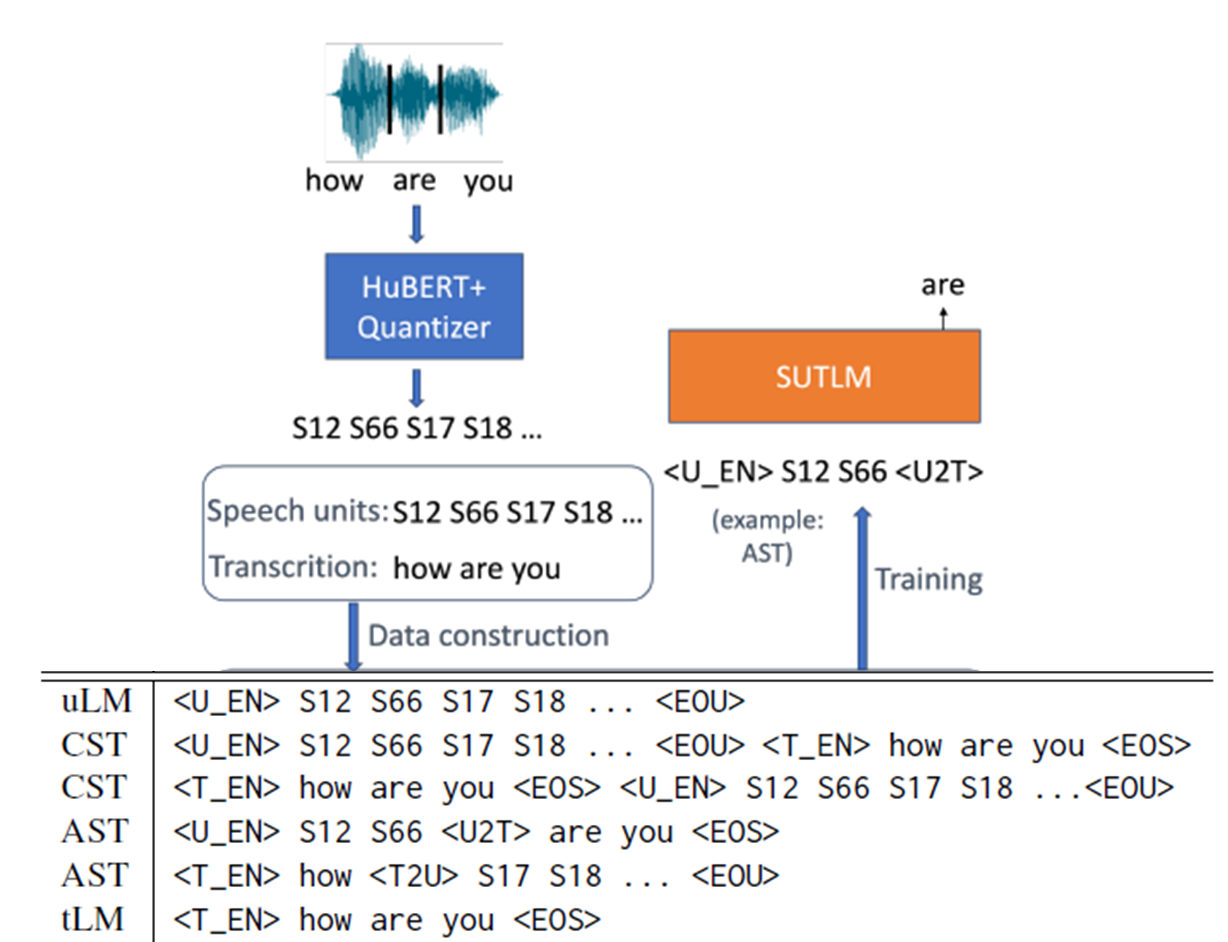 how are you
HuBERT+
Quantizer
S12 S66 S17 S18 ...
Speech units: S12 S66 S17 S18 ...
Transcrition: how are you
Data construction
are
SUTLM
<U_EN> S12 S66 <U2T>
(example:
AST)
Training
uLM <U_EN> S12 S66 S17 S18 ... <EOU>
CST <U_EN> S12 S66 S17 S18 ... <EOU> <T_EN> how are you <EOS>
CST <T_EN> how are you <EOS> <U_EN> S12 S66 S17 S18 ...<EOU>
AST <U_EN> S12 S66 <U2T> are you <EOS>
AST <T_EN> how <T2U> S17 S18 ... <EOU>
tLM <T_EN> how are you <EOS>